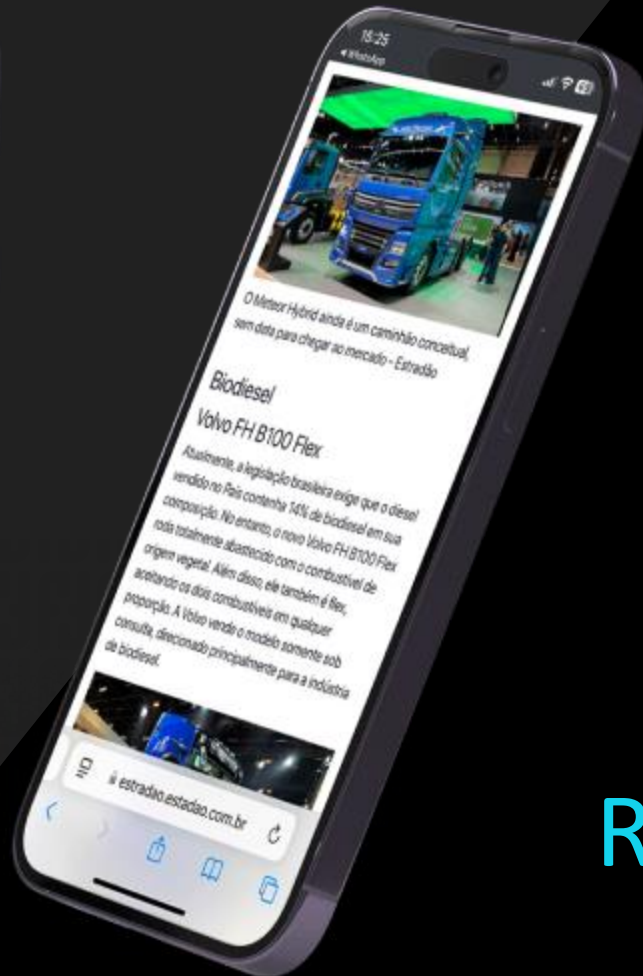 15:25
WhatsApp
O Meteor Hybrid ainda é um caminhão conceitual,
sem data para chegar ao mercado - Estradão
Biodiesel
Volvo FH B100 Flex
Atualmente, a legislação brasileira exige que o diesel
vendido no País contenha 14% de biodiesel em sua
composição. No entanto, o novo Volvo FH B100 Flex
roda totalmente abastecido com o combustível de
origem vegetal. Além disso, ele também é flex,
aceitando os dois combustíveis em qualquer
proporção. A Volvo vende o modelo somente sob
consulta, direcionado principalmente para a indústria
de biodiesel.
estradao.estadao.com.br
R